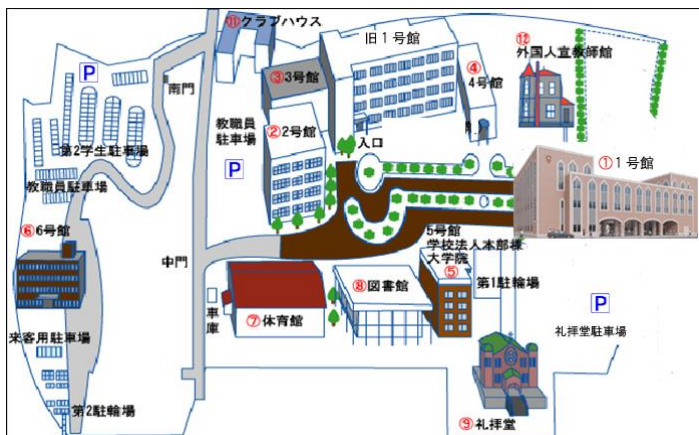 ⑪クラブハウス
旧1号館
⑫
外国人宣教師館
P
③3号館
④
4号館
南門
教職員
駐車場
②2号館
入口
第2学生駐車場
P
①1号館
教職員駐車場
⑥6号館
中門
5号館
学校法人本部棟
大学院
⑤
⑧図書館
第1駐輪場
P
車庫
⑦体育館
礼拝堂駐車場
来客用駐車場
第2駐輪場
⑨礼拝堂